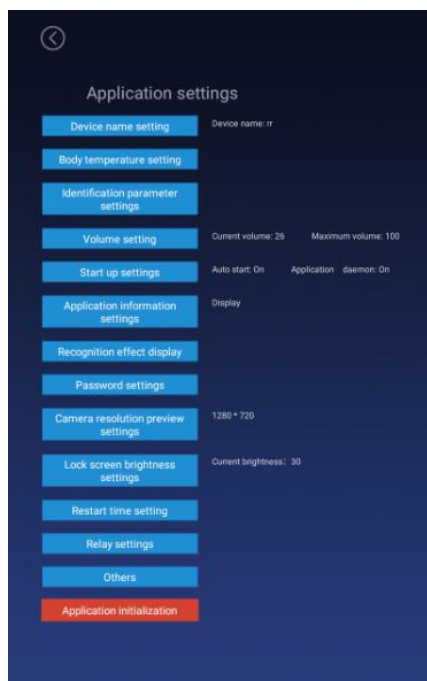 Application settings
Device name setting
Device name: rr
Body temperature setting
Identification parameter
settings
Volume setting
Current volume: 26 Maximum volume: 100
Start up settings
Auto start: On Application daemon: On
Application information
settings
Display
Recognition effect display
Password settings
Camera resolution preview
settings
1280 * 720
Lock screen brightness
settings
Current brightness: 30
Restart time setting
Relay settings
Others
Application initialization